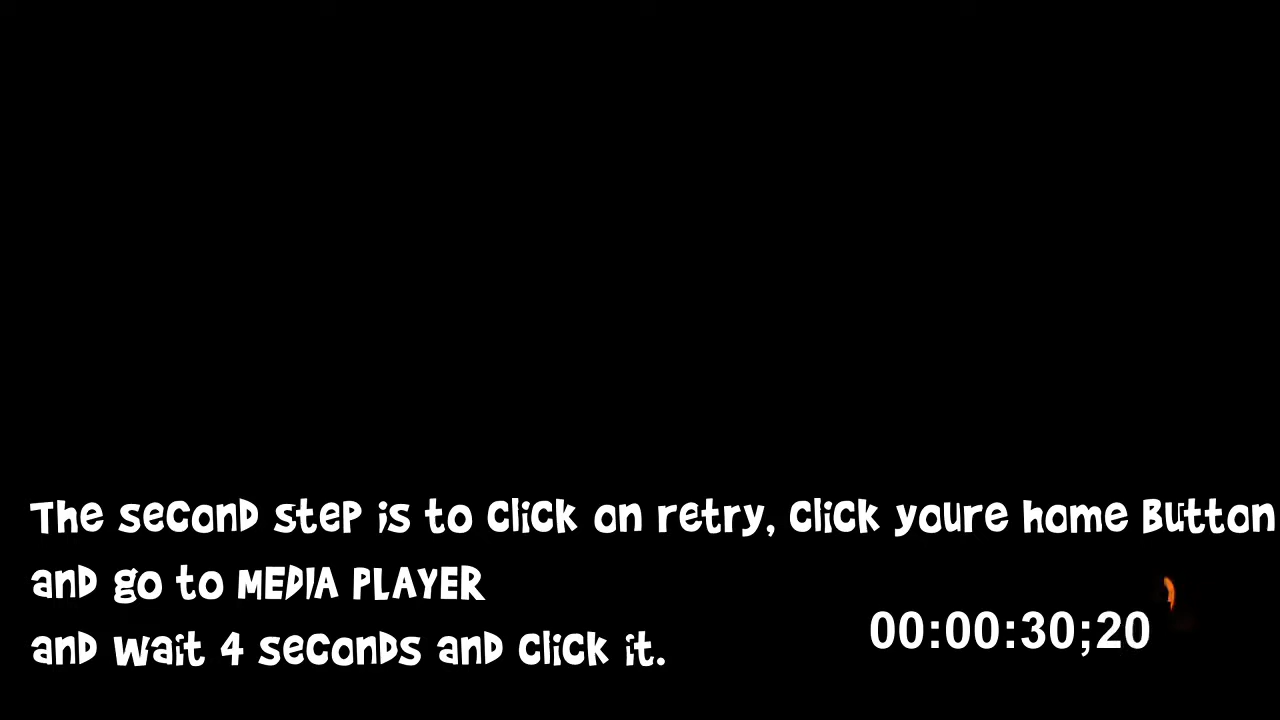 The second step is to click on retry, click youre home Button
and go to MEDIA PLAYER
and wait 4 seconds and click it.
00:00:30;20